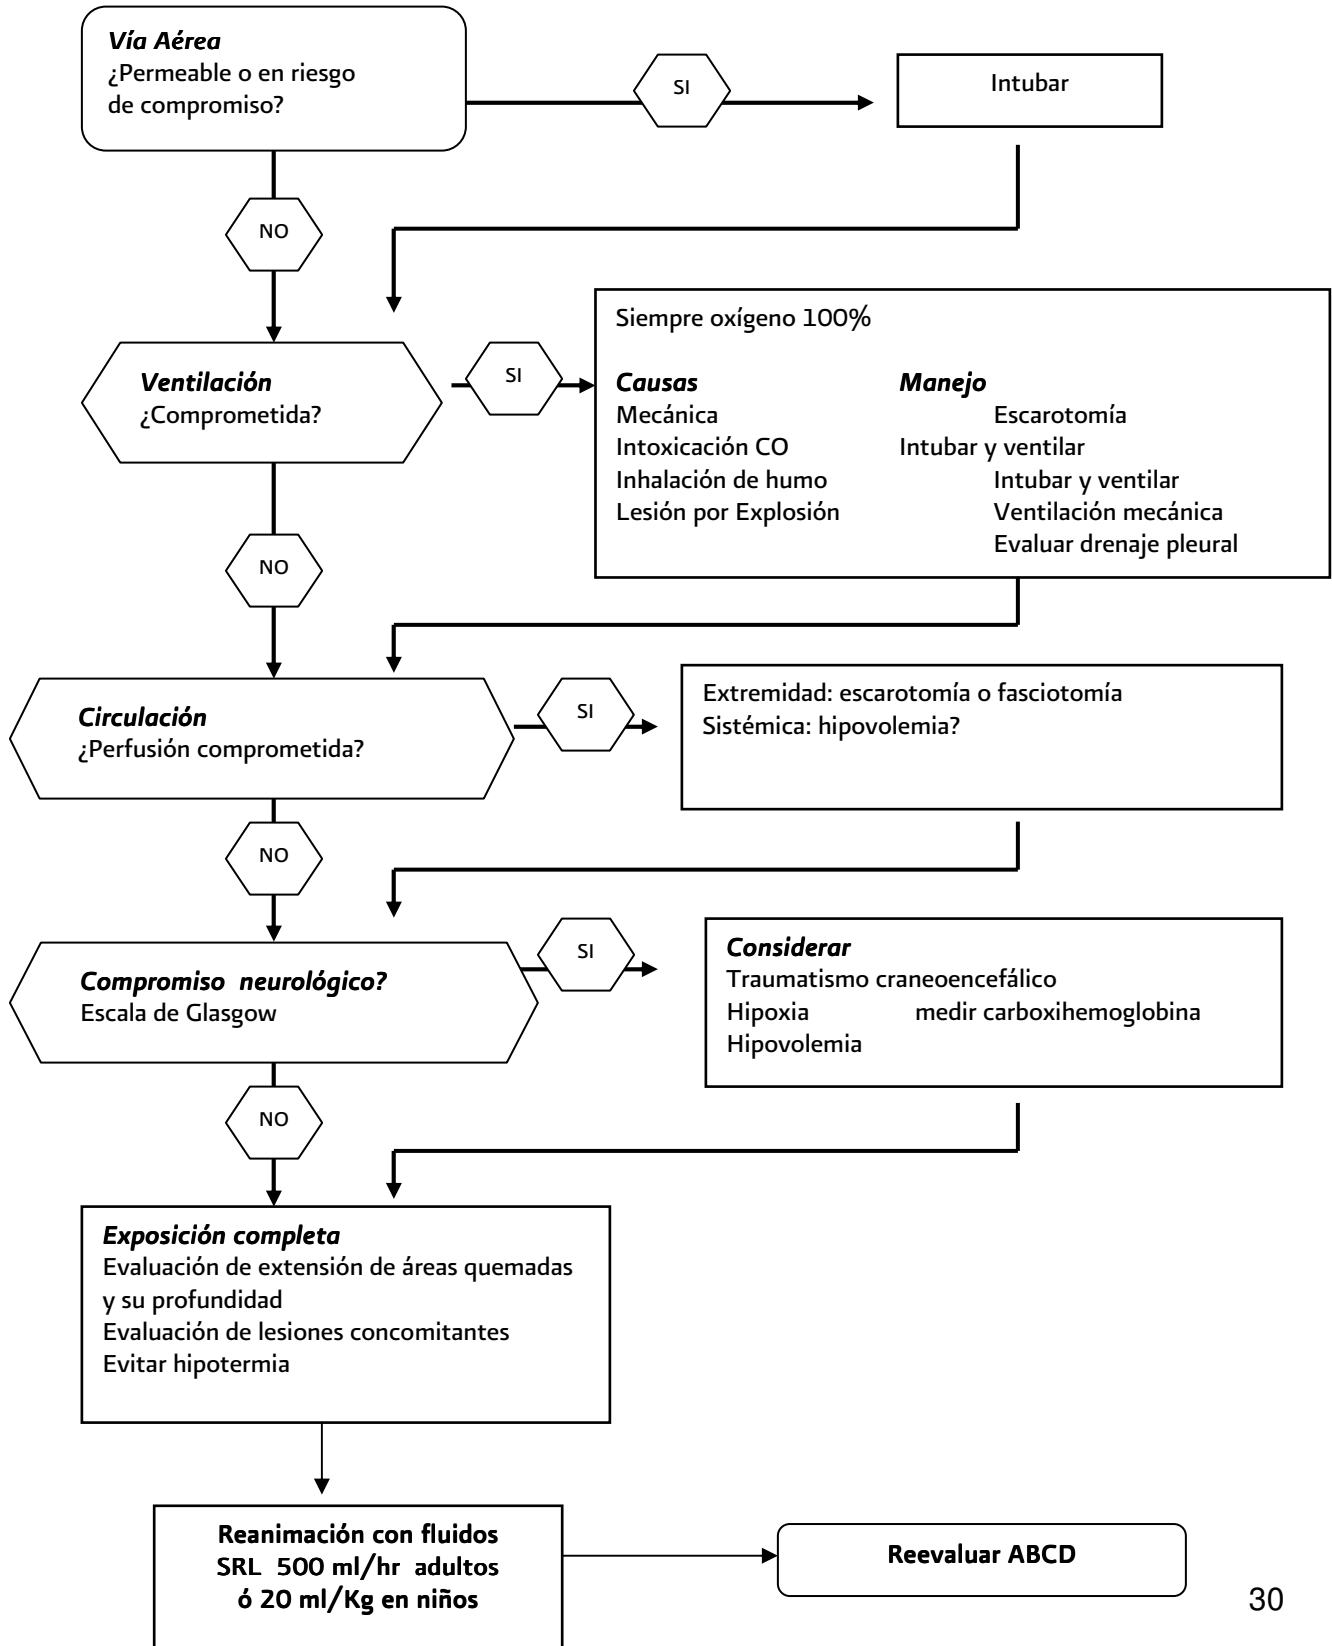 Vía Aérea
¿Permeable o en riesgo
de compromiso?
SI
Intubar
NO
Ventilación
¿Comprometida?
SI
Siempre oxígeno 100%
Causas Manejo
Mecánica Escarotomía
Intoxicación CO Intubar y ventilar
Inhalación de humo Intubar y ventilar
Lesión por Explosión Ventilación mecánica
Evaluar drenaje pleural
NO
Circulación
¿Perfusión comprometida?
SI
Extremidad: escarotomía o fasciotomía
Sistémica: hipovolemia?
NO
Compromiso neurológico?
Escala de Glasgow
SI
Considerar
Traumatismo craneoencefálico
Hipoxia medir carboxihemoglobina
Hipovolemia
NO
Exposición completa
Evaluación de extensión de áreas quemadas
y su profundidad
Evaluación de lesiones concomitantes
Evitar hipotermia
Reanimación con fluidos
SRL 500 ml/hr adultos
ó 20 ml/Kg en niños
Reevaluar ABCD
30